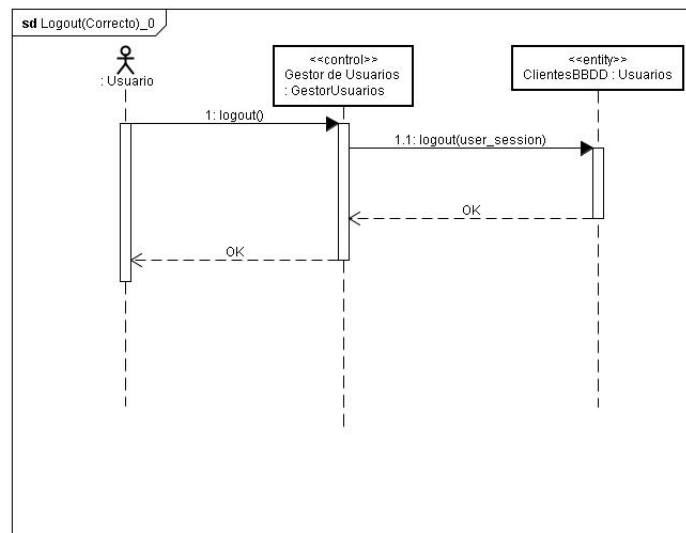 sd Logout(Correcto)_0
: Usuario
<<control>>
Gestor de Usuarios
: GestorUsuarios
<<entity>>
ClientesBBDD : Usuarios
1: logout()
1.1: logout(user_session)
OK
OK